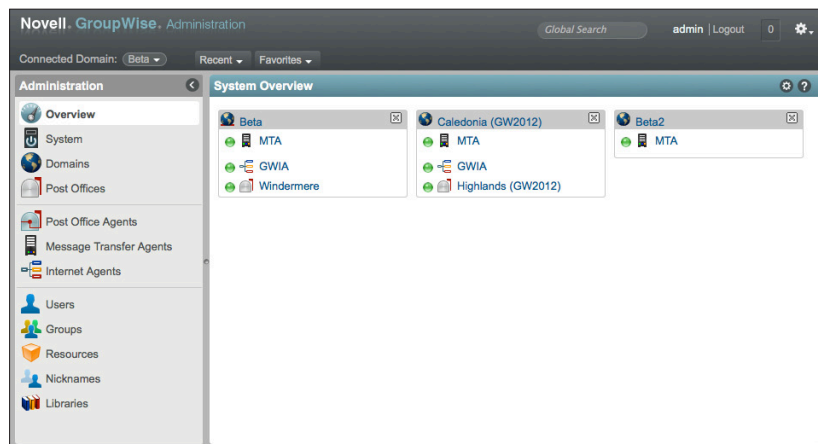 Novell. GroupWise. Administration
Global Search
admin | Logout
0
Connected Domain: Beta
Recent
Favorites
Administration
Overview
System
Domains
Post Offices
Post Office Agents
Message Transfer Agents
Internet Agents
Users
Groups
Resources
Nicknames
Libraries
System Overview
Beta
MTA
GWIA
Windermere
Caledonia (GW2012)
MTA
GWIA
Highlands (GW2012)
Beta2
MTA